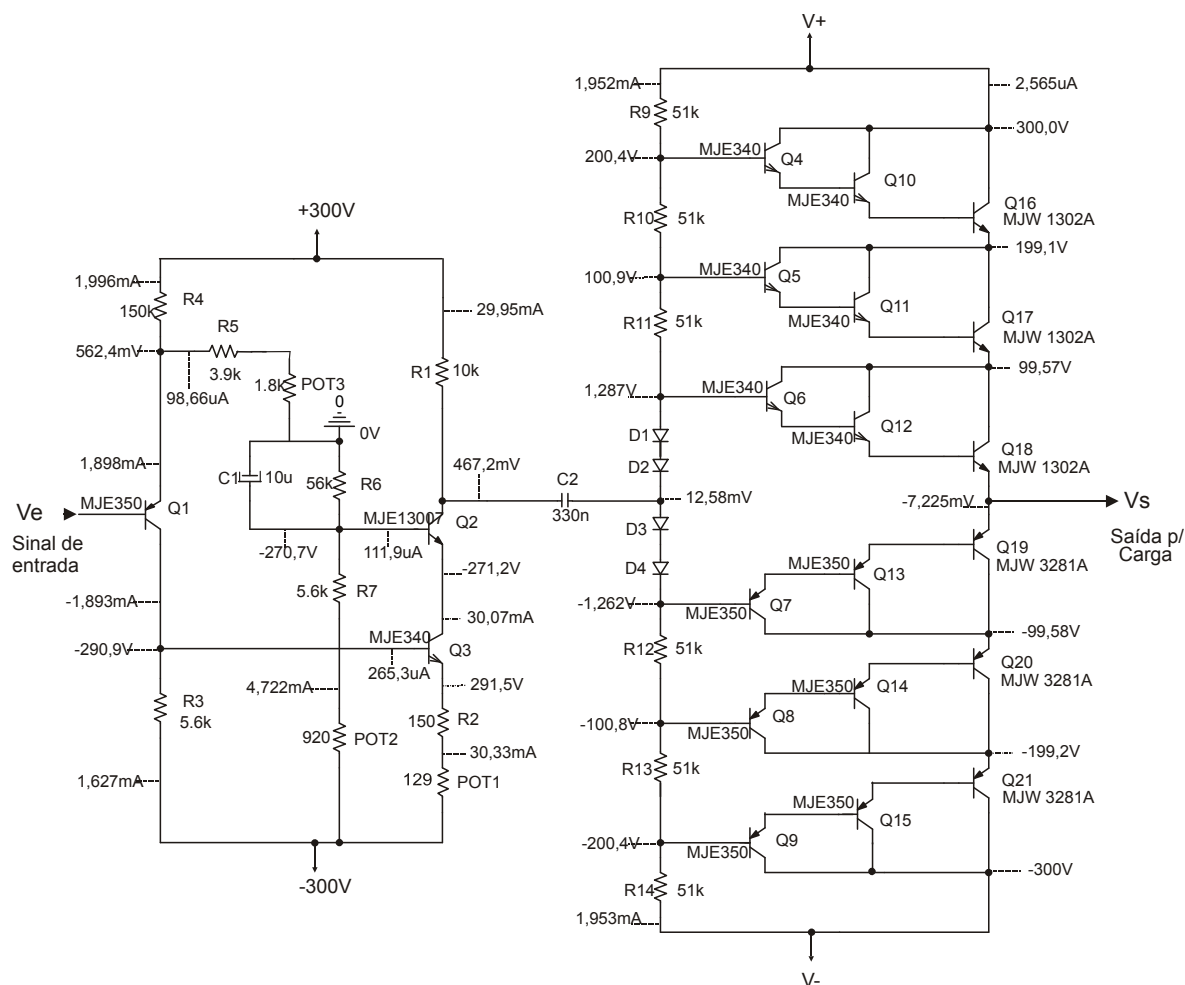 V+
1,952mA
2,565uA
R9
51k
MJE340
300,0V
200,4V
Q4
Q10
MJE340
Q16
MJW 1302A
+300V
R10
51k
199,1V
MJE340
100,9V
Q5
1,996mA
R4
150k
Q11
29,95mA
R11
51k
MJE340
Q17
MJW 1302A
R5
562,4mV
3.9k
R1
10k
99,57V
1.8k
POT3
MJE340
98,66uA
1,287V
Q6
0
0V
D1
Q12
MJE340
Q18
MJW 1302A
1,898mA
467,2mV
C2
D2
C1
10u
56k
R6
12,58mV
-7,225mV
Vs
MJE350
Q1
330n
Ve
MJE13007
Q2
D3
Saída p/
Carga
Sinal de
entrada
-270,7V
111,9uA
Q19
MJW 3281A
MJE350
-271,2V
D4
Q13
5.6k
R7
-1,893mA
30,07mA
-1,262V
Q7
MJE350
-99,58V
MJE340
-290,9V
Q3
R12
51k
Q20
MJW 3281A
265,3uA
4,722mA
291,5V
MJE350
Q14
R3
5.6k
150
R2
-100,8V
Q8
MJE350
920
POT2
30,33mA
-199,2V
R13
51k
1,627mA
129
POT1
Q21
MJW 3281A
MJE350
Q15
-200,4V
Q9
MJE350
-300V
-300V
R14
51k
1,953mA
V-